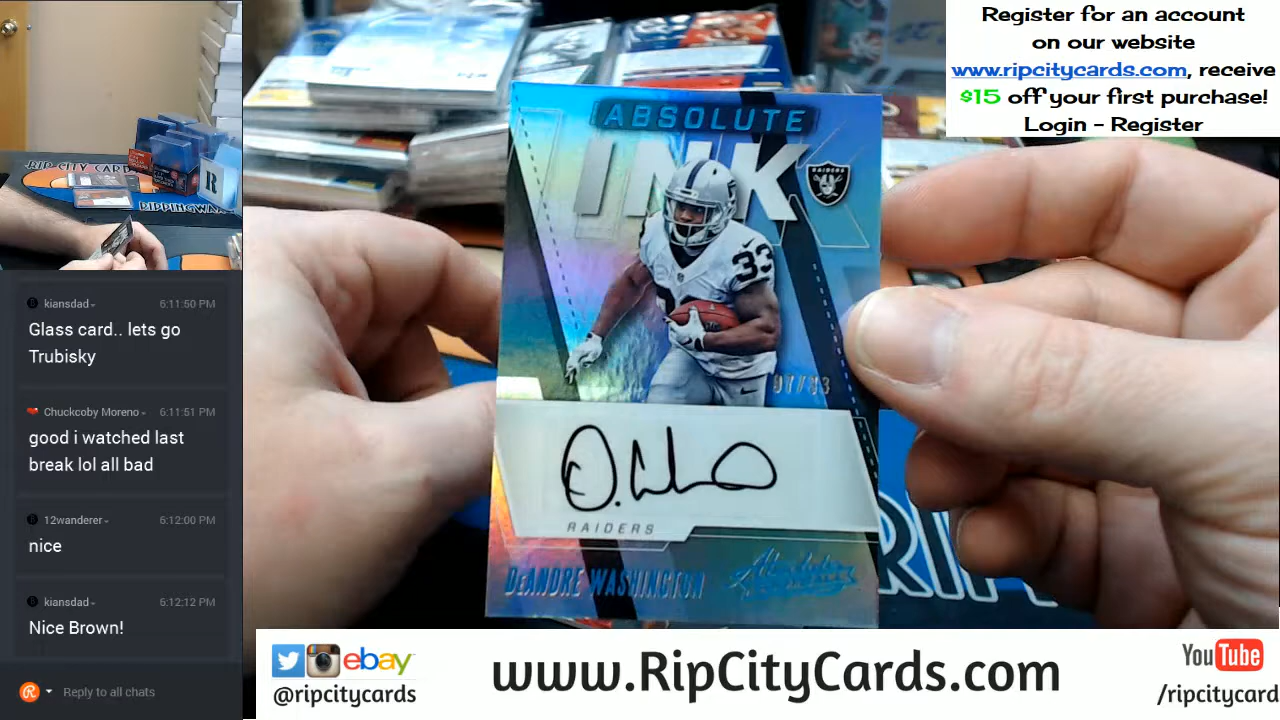 Register for an account
on our website
www.ripcitycards.com, receive
$15 off your first purchase!
Login - Register
RIP CITY CARDS
R
kiansdad
6:11:50 PM
Glass card.. lets go
Trubisky
Chuckcoby Moreno
6:11:51 PM
good i watched last
break lol all bad
12wanderer
6:12:00 PM
nice
kiansdad
6:12:12 PM
Nice Brown!
Reply to all chats
ABSOLUTE
INK
RAIDERS
33
RAIDERS
DeANDRE WASHINGTON
Absolute
RIP
ebay
@ripcitycards
www.RipCityCards.com
YouTube
/ripcitycard